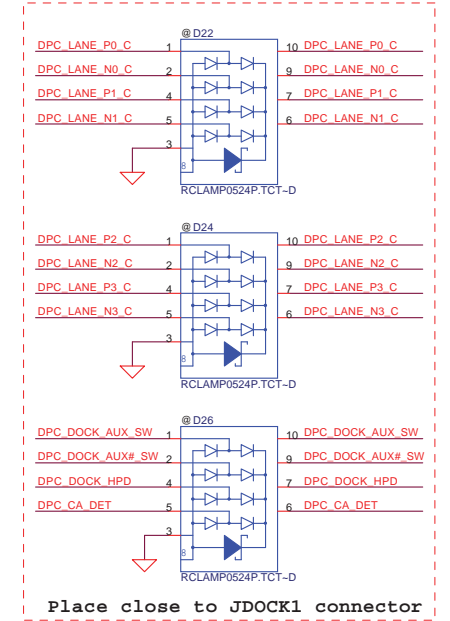 @ D22
DPC_LANE_P0_C 1 10 DPC_LANE_P0_C
DPC_LANE_N0_C 2 9 DPC_LANE_N0_C
DPC_LANE_P1_C 4 7 DPC_LANE_P1_C
DPC_LANE_N1_C 5 6 DPC_LANE_N1_C
3
8
RCLAMP0524P.TCT~D
@ D24
DPC_LANE_P2_C 1 10 DPC_LANE_P2_C
DPC_LANE_N2_C 2 9 DPC_LANE_N2_C
DPC_LANE_P3_C 4 7 DPC_LANE_P3_C
DPC_LANE_N3_C 5 6 DPC_LANE_N3_C
3
8
RCLAMP0524P.TCT~D
@ D26
DPC_DOCK_AUX_SW 1 10 DPC_DOCK_AUX_SW
DPC_DOCK_AUX#_SW 2 9 DPC_DOCK_AUX#_SW
DPC_DOCK_HPD 4 7 DPC_DOCK_HPD
DPC_CA_DET 5 6 DPC_CA_DET
3
8
RCLAMP0524P.TCT~D
Place close to JDOCK1 connector